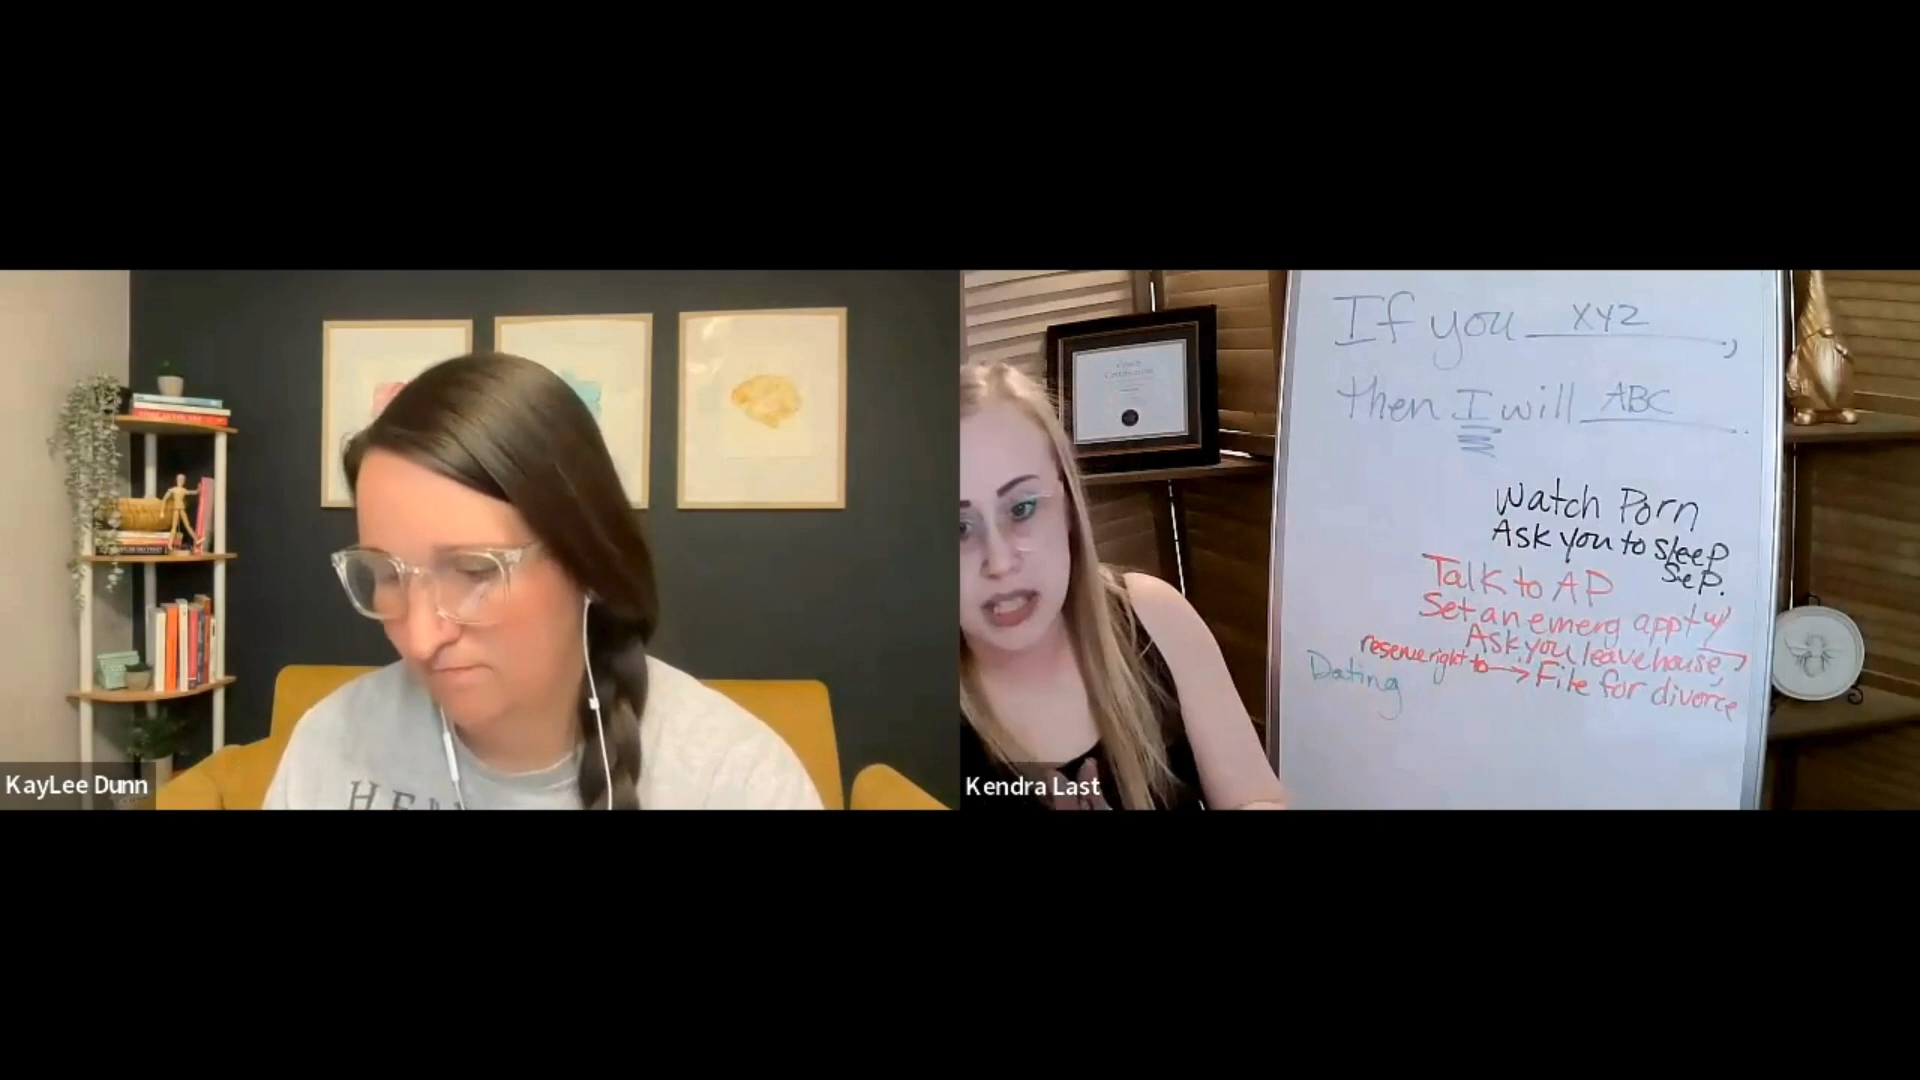 If you XYZ,
then I will ABC.
Watch Porn
Ask you to sleep
sep.
Talk to AP
Set an emerg appt w/
Ask you leave house,
reserve right to → File for divorce
Dating
HEA
KayLee Dunn
Kendra Last